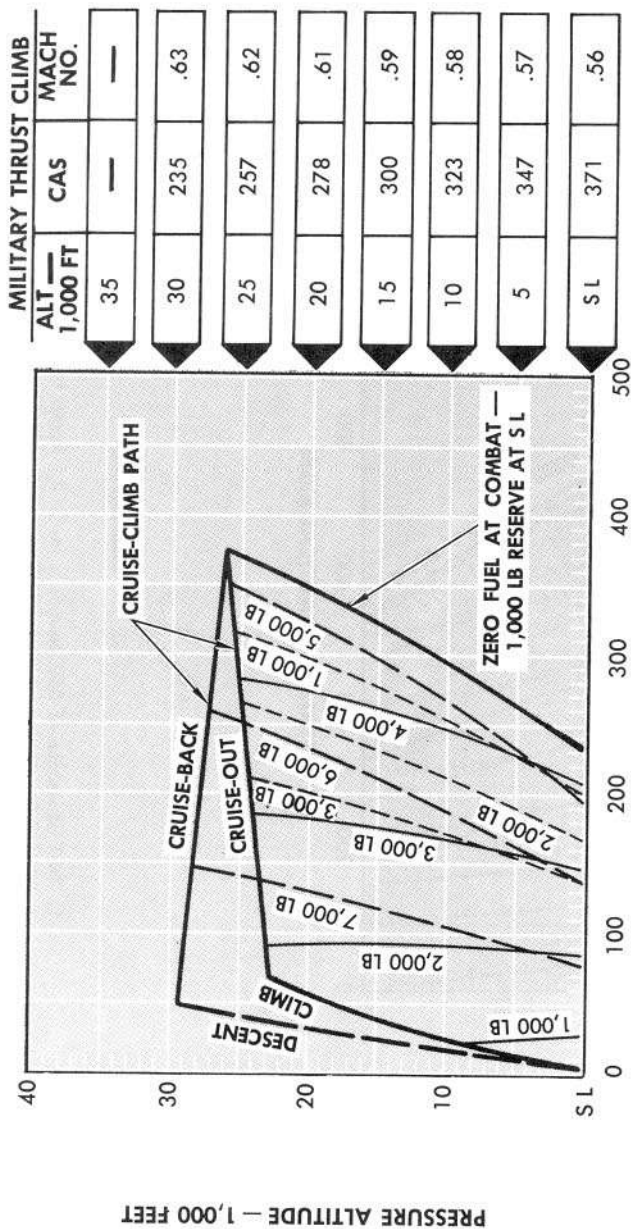 MILITARY THRUST CLIMB
ALT — 1,000 FT CAS MACH NO.
35 — —
30 235 .63
25 257 .62
20 278 .61
15 300 .59
10 323 .58
5 347 .57
S L 371 .56
PRESSURE ALTITUDE — 1,000 FEET
40
30
20
10
S L
0 100 200 300 400 500
CRUISE-CLIMB PATH
CRUISE-BACK
CRUISE-OUT
DESCENT
CLIMB
1,000 LB
2,000 LB
7,000 LB
3,000 LB
3,000 LB
6,000 LB
2,000 LB
4,000 LB
1,000 LB
5,000 LB
ZERO FUEL AT COMBAT —
1,000 LB RESERVE AT S L